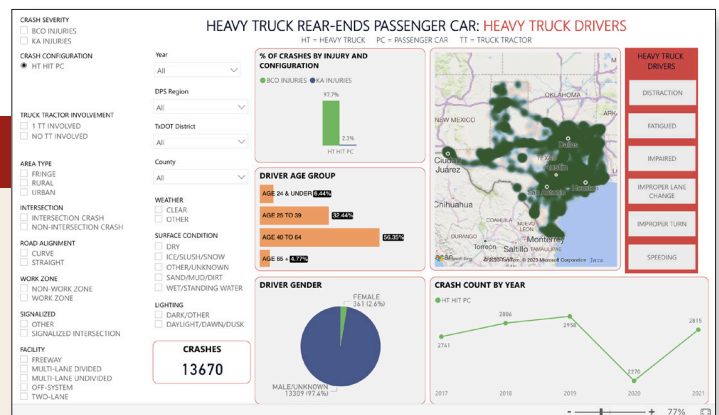 HEAVY TRUCK REAR-ENDS PASSENGER CAR: HEAVY TRUCK DRIVERS
HT = HEAVY TRUCK PC = PASSENGER CAR TT = TRUCK TRACTOR
CRASH SEVERITY
BCO INJURIES
KA INJURIES
CRASH CONFIGURATION
HT HIT PC
TRUCK TRACTOR INVOLVEMENT
1 TT INVOLVED
NO TT INVOLVED
AREA TYPE
FRINGE
RURAL
URBAN
INTERSECTION
INTERSECTION CRASH
NON-INTERSECTION CRASH
ROAD ALIGNMENT
CURVE
STRAIGHT
WORK ZONE
NON-WORK ZONE
WORK ZONE
SIGNALIZED
OTHER
SIGNALIZED INTERSECTION
FACILITY
FREEWAY
MULTI-LANE DIVIDED
MULTI-LANE UNDIVIDED
OFF-SYSTEM
TWO-LANE
Year
All
DPS Region
All
TxDOT District
All
County
All
WEATHER
CLEAR
OTHER
SURFACE CONDITION
DRY
ICE/SLUSH/SNOW
OTHER/UNKNOWN
SAND/MUD/DIRT
WET/STANDING WATER
LIGHTING
DARK/OTHER
DAYLIGHT/DAWN/DUSK
CRASHES
13670
% OF CRASHES BY INJURY AND
CONFIGURATION
BCO INJURIES KA INJURIES
97.7%
2.3%
HT HIT PC
DRIVER AGE GROUP
AGE 24 & UNDER 6.44%
AGE 25 TO 39 32.44%
AGE 40 TO 64 56.35%
AGE 65 + 4.77%
DRIVER GENDER
FEMALE
361 (2.6%)
MALE/UNKNOWN
13309 (97.4%)
OKLAHOMA
NEW MEXICO
ARK
Dallas
Ciudad
Juárez
TEXAS
Austin
Houston
Chihuahua
COAHUILA
NUEVO
LEON
Monterrey
DURANGO
Torreón
Saltillo
TAMAULIPAS
© 2023 Microsoft Corporation Terms
HEAVY TRUCK
DRIVERS
DISTRACTION
FATIGUED
IMPAIRED
IMPROPER LANE
CHANGE
IMPROPER TURN
SPEEDING
CRASH COUNT BY YEAR
HT HIT PC
2741
2886
2958
2270
2815
2017 2018 2019 2020 2021
- + 77%